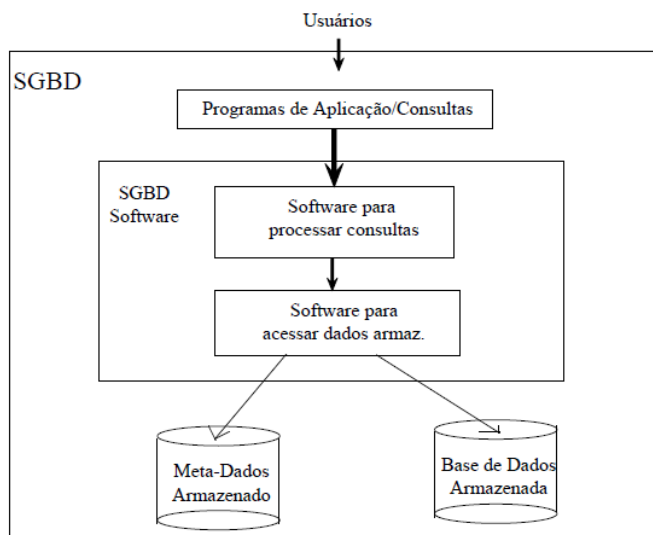 Usuários
SGBD
Programas de Aplicação/Consultas
SGBD
Software
Software para
processar consultas
Software para
acessar dados armaz.
Meta-Dados
Armazenado
Base de Dados
Armazenada